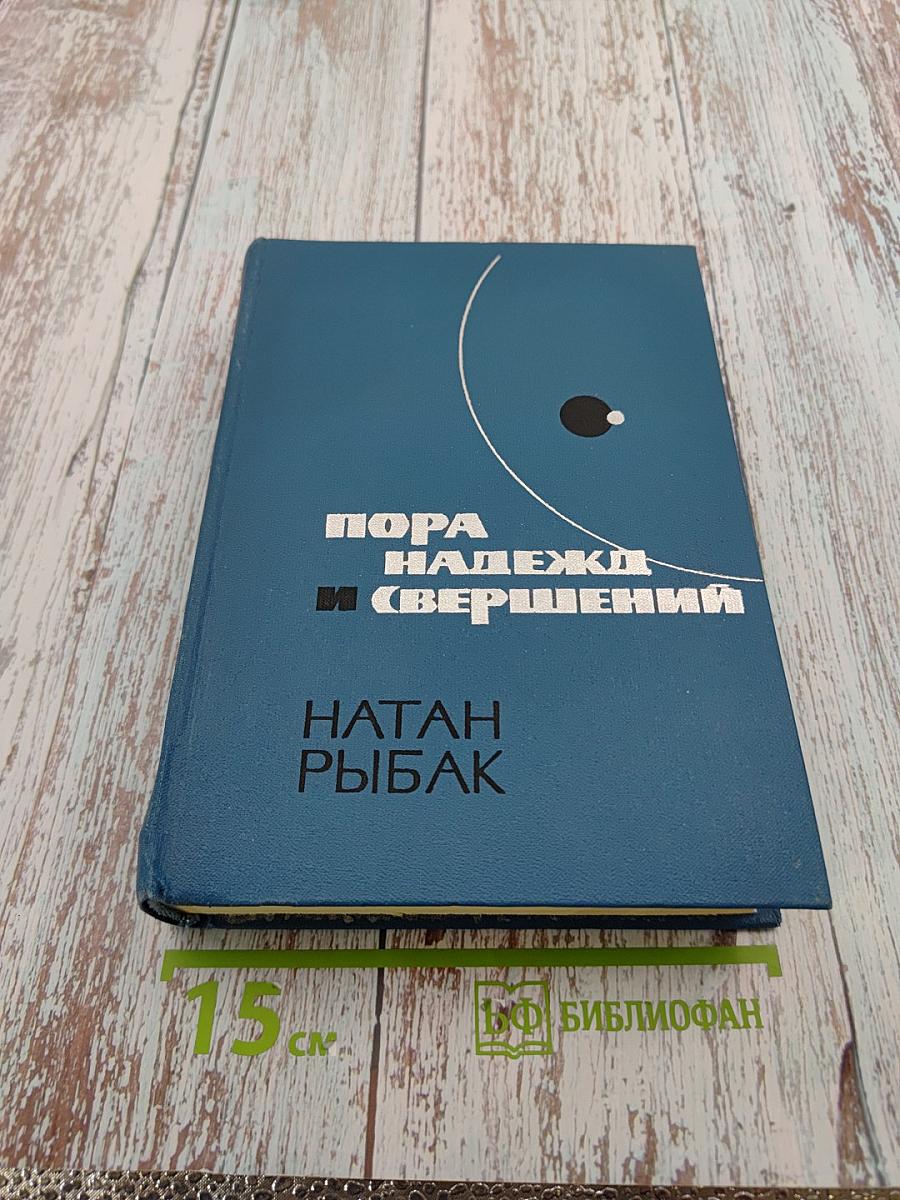 ПОРА
НАДЕЖД
И СВЕРШЕНИЙ
НАТАН
РЫБАК
15 см
БФ БИБЛИОФАН